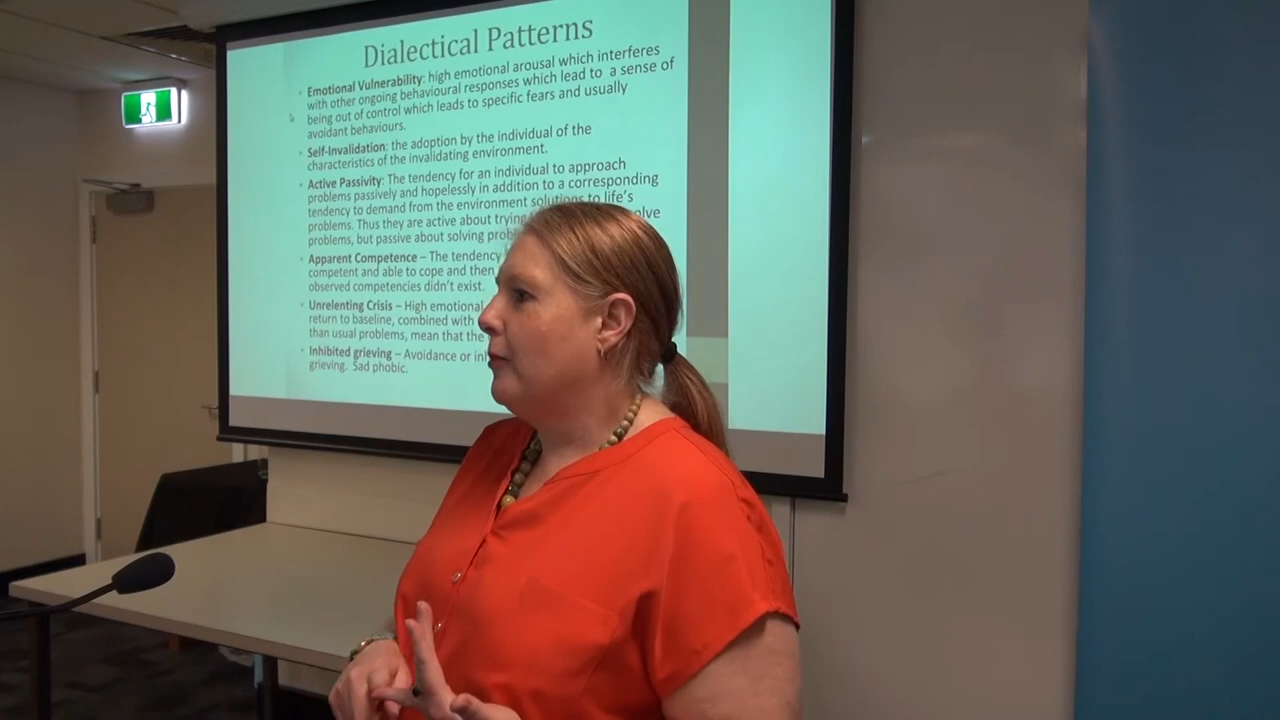 Dialectical Patterns
• Emotional Vulnerability: high emotional arousal which interferes
with other ongoing behavioural responses which lead to a sense of
being out of control which leads to specific fears and usually
avoidant behaviours.
• Self-Invalidation: the adoption by the individual of the
characteristics of the invalidating environment.
• Active Passivity: The tendency for an individual to approach
problems passively and hopelessly in addition to a corresponding
tendency to demand from the environment solutions to life's
problems. Thus they are active about trying
problems, but passive about solving
• Apparent Competence – The tendency
competent and able to cope and then
observed competencies didn't exist.
• Unrelenting Crisis – High emotional
return to baseline, combined with
than usual problems, mean that the
• Inhibited grieving – Avoidance or
grieving. Sad phobic.